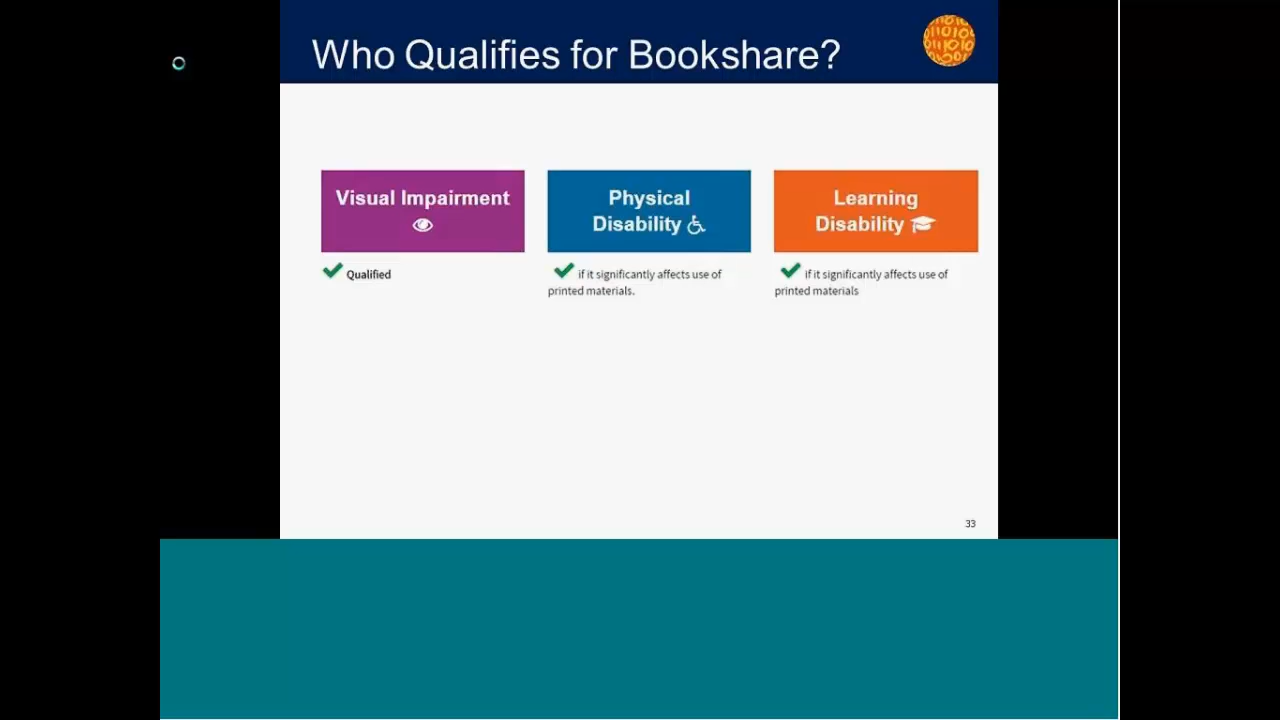 Who Qualifies for Bookshare?
Visual Impairment
Qualified
Physical
Disability
if it significantly affects use of
printed materials.
Learning
Disability
if it significantly affects use of
printed materials
33